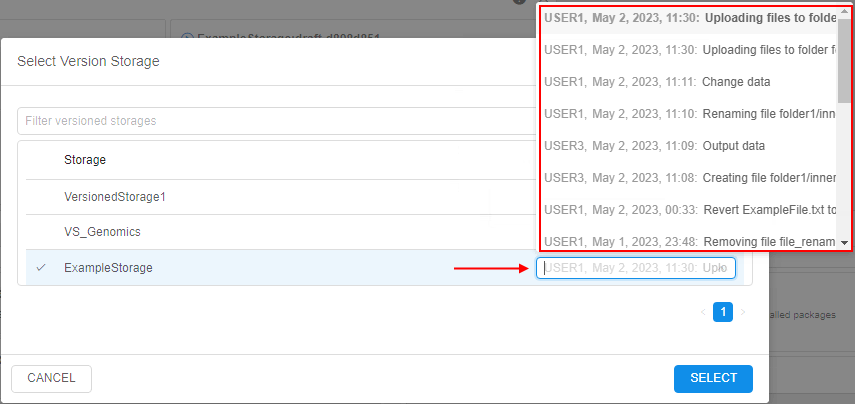 ExampleStorage:draft-d898d851
Select Version Storage
Filter versioned storages
Storage
VersionedStorage1
VS_Genomics
ExampleStorage
USER1, May 2, 2023, 11:30: Uplo
USER1, May 2, 2023, 11:30: Uploading files to folde
USER1, May 2, 2023, 11:30: Uploading files to folder f
USER1, May 2, 2023, 11:11: Change data
USER1, May 2, 2023, 11:10: Renaming file folder1/inn
USER3, May 2, 2023, 11:09: Output data
USER3, May 2, 2023, 11:08: Creating file folder1/inner
USER1, May 2, 2023, 00:33: Revert ExampleFile.txt to
USER1, May 1, 2023, 23:48: Removing file file_renam
1
alled packages
CANCEL
SELECT